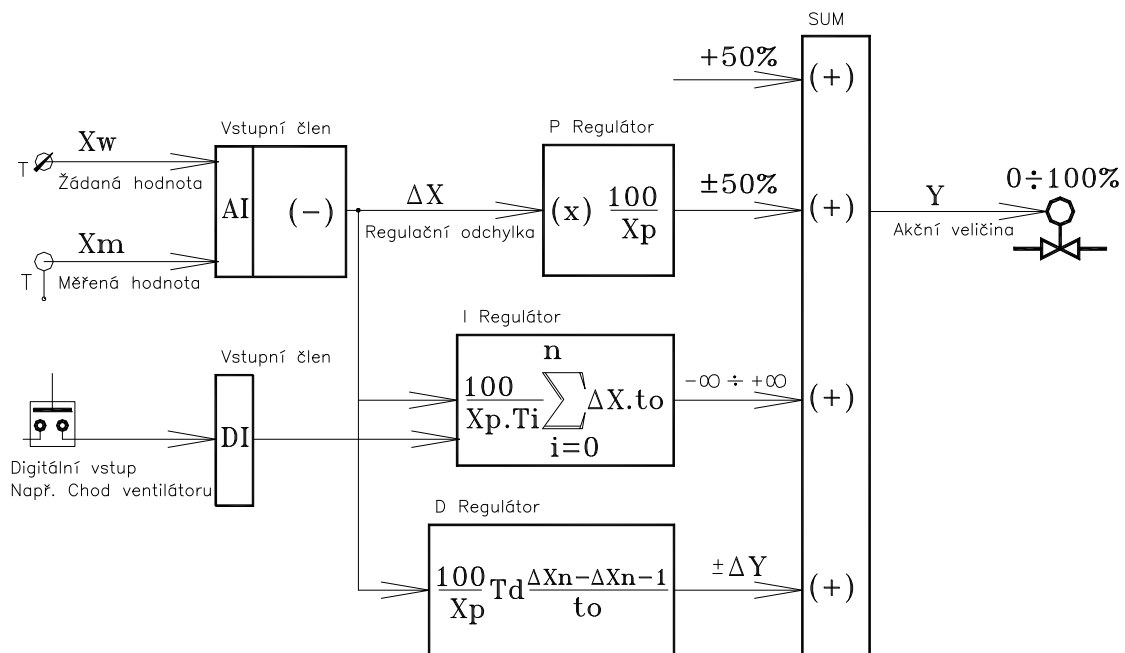 SUM
+50%
(+)
Vstupní člen
P Regulátor
Xw
T
Žádaná hodnota
AI
(-)
ΔX
Regulační odchylka
(x) 100
Xp
±50%
(+)
Y
Akční veličina
0÷100%
Xm
T
Měřená hodnota
I Regulátor
Vstupní člen
n
100
Xp.Ti
∑ ΔX.to
i=0
-∞ ÷ +∞
(+)
DI
Digitální vstup
Např. Chod ventilátoru
D Regulátor
100
Xp
Td
ΔXn-ΔXn-1
to
±ΔY
(+)